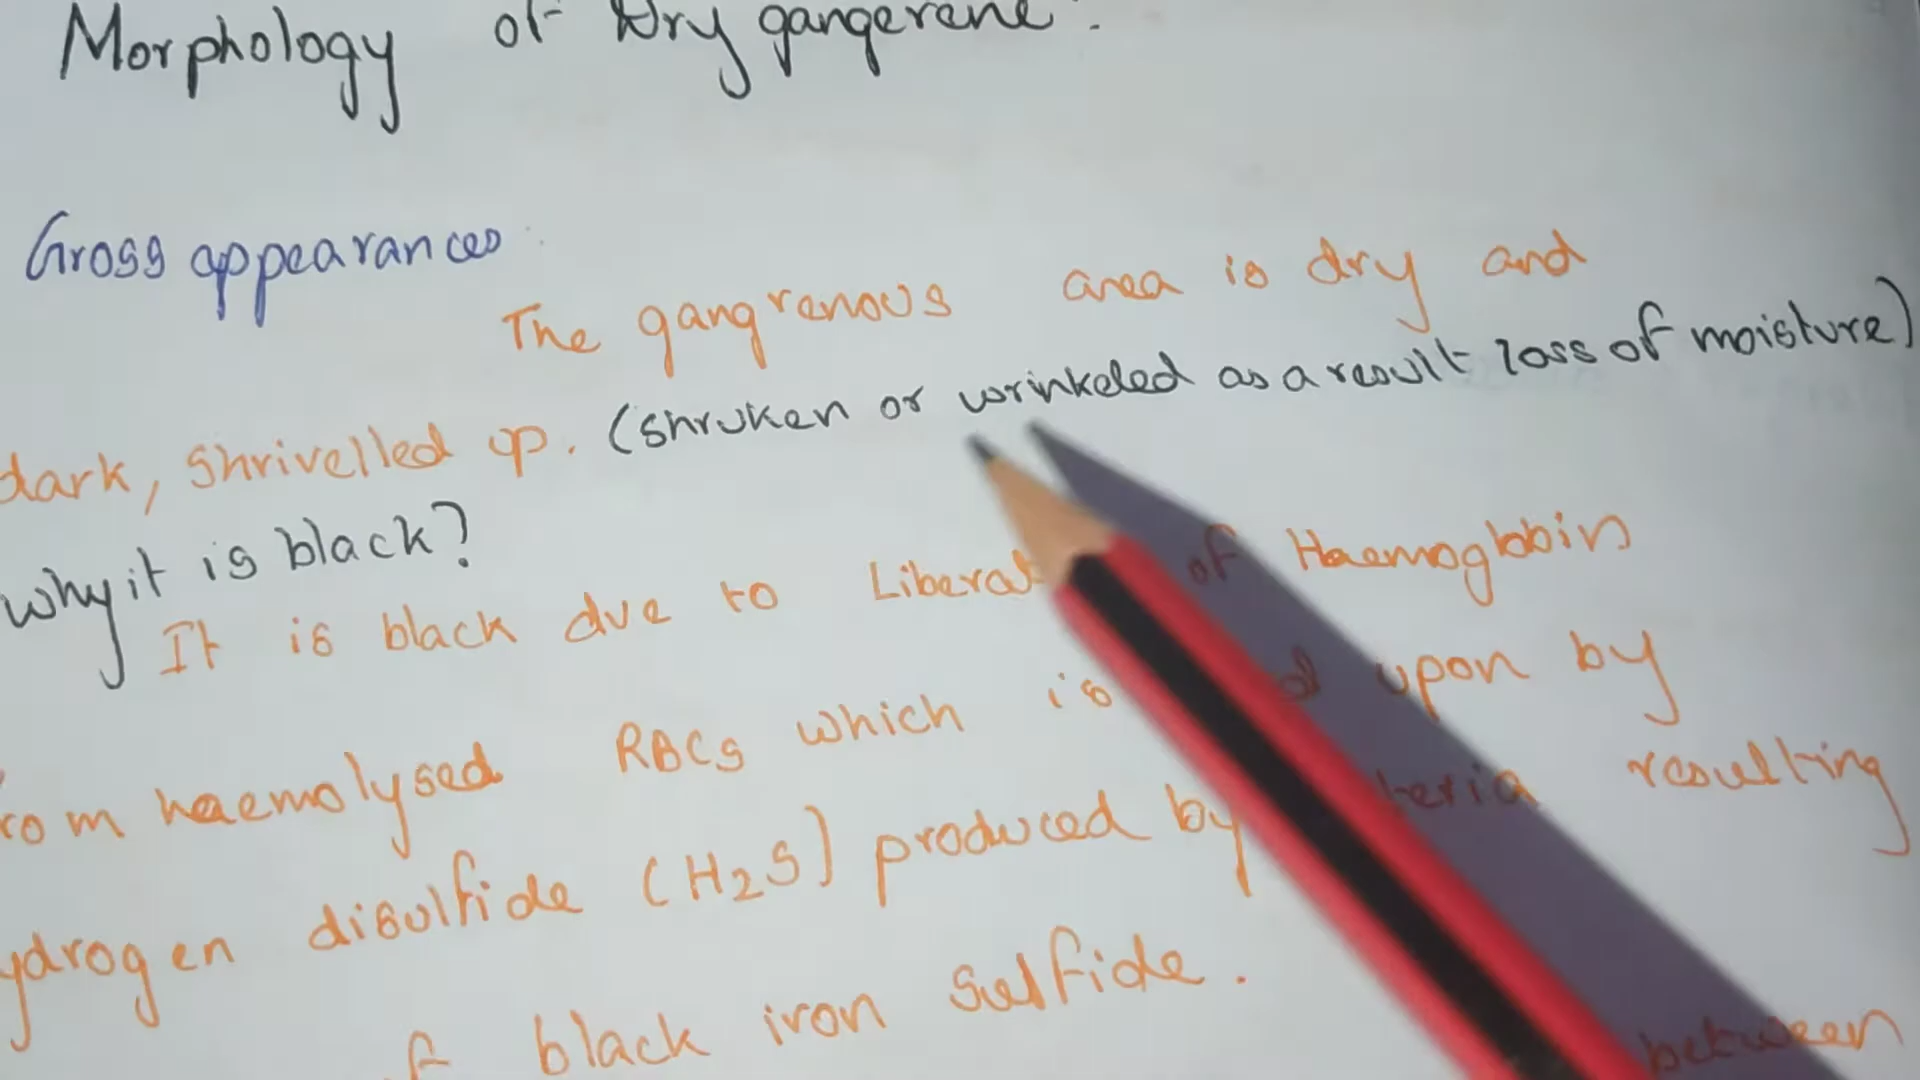 Morphology of Dry gangerene.
Gross appearances
The gangrenous area is dry and
dark, shrivelled up. (shruken or wrinkeled as a result loss of moisture)
why it is black?
It is black due to of Haemoglobin
haemolysed RBCs which is upon by
disulfide (H2S) produced by resulting
black iron sulfide.
between